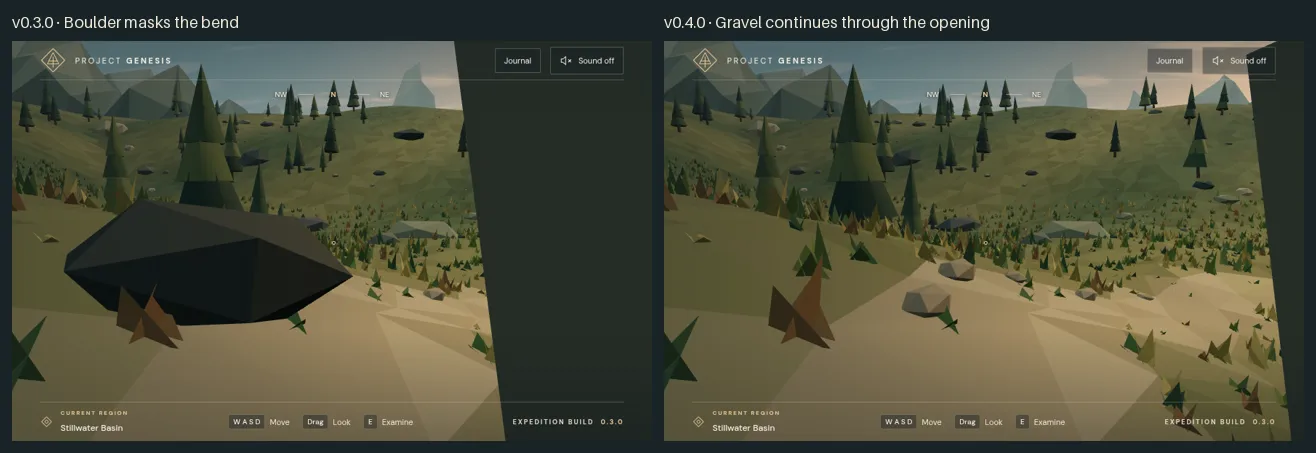 v0.3.0 · Boulder masks the bend
PROJECT GENESIS
Journal
Sound off
NW N NE
CURRENT REGION
Stillwater Basin
WASD Move Drag Look E Examine
EXPEDITION BUILD 0.3.0
v0.4.0 · Gravel continues through the opening
PROJECT GENESIS
Journal
Sound off
NW N NE
CURRENT REGION
Stillwater Basin
WASD Move Drag Look E Examine
EXPEDITION BUILD 0.3.0